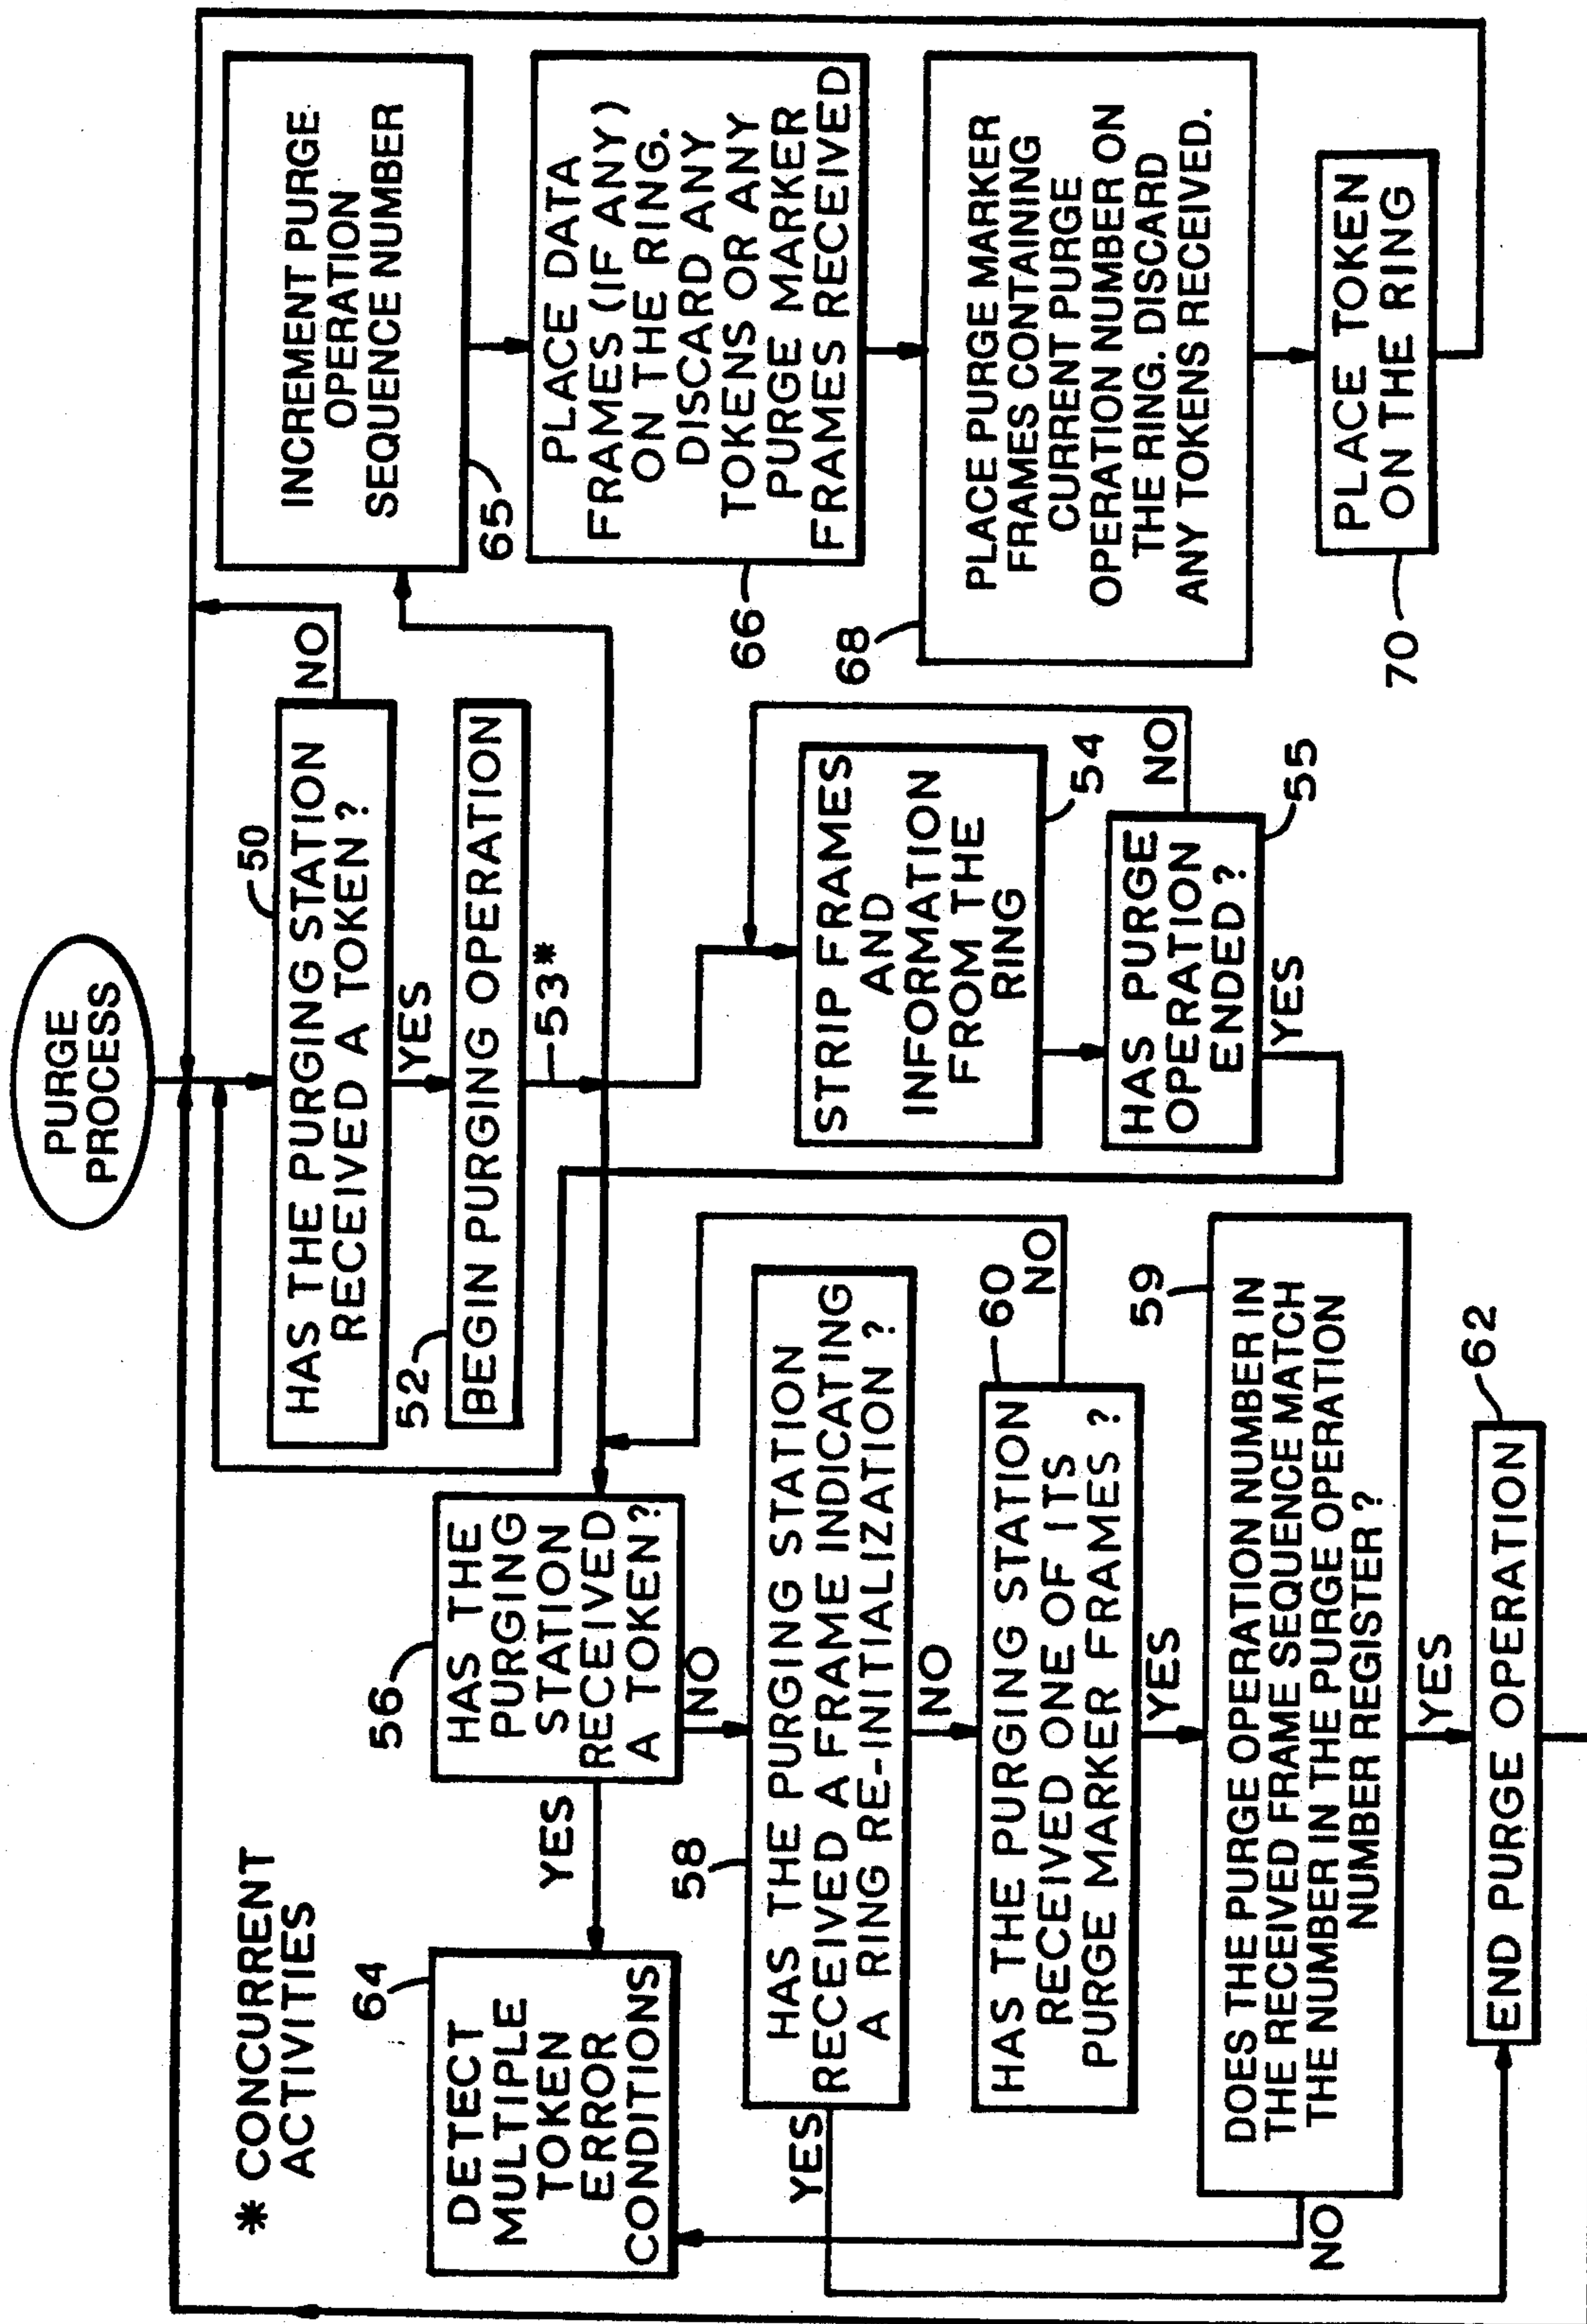 PURGE
PROCESS
* CONCURRENT
ACTIVITIES
50
HAS THE PURGING STATION
RECEIVED A TOKEN ?
NO
YES
52
BEGIN PURGING OPERATION
53*
56
HAS THE
PURGING
STATION
RECEIVED
A TOKEN?
YES
NO
64
DETECT
MULTIPLE
TOKEN
ERROR
CONDITIONS
58
HAS THE PURGING STATION
RECEIVED A FRAME INDICATING
A RING RE-INITIALIZATION ?
YES
NO
60
HAS THE PURGING STATION
RECEIVED ONE OF ITS
PURGE MARKER FRAMES ?
NO
YES
59
DOES THE PURGE OPERATION NUMBER IN
THE RECEIVED FRAME SEQUENCE MATCH
THE NUMBER IN THE PURGE OPERATION
NUMBER REGISTER ?
NO
YES
62
END PURGE OPERATION
STRIP FRAMES
AND
INFORMATION
FROM THE
RING
54
HAS PURGE
OPERATION
ENDED ?
NO
55
YES
INCREMENT PURGE
OPERATION
SEQUENCE NUMBER
65
PLACE DATA
FRAMES (IF ANY)
ON THE RING.
DISCARD ANY
TOKENS OR ANY
PURGE MARKER
FRAMES RECEIVED
66
68
PLACE PURGE MARKER
FRAMES CONTAINING
CURRENT PURGE
OPERATION NUMBER ON
THE RING. DISCARD
ANY TOKENS RECEIVED.
PLACE TOKEN
ON THE RING
70